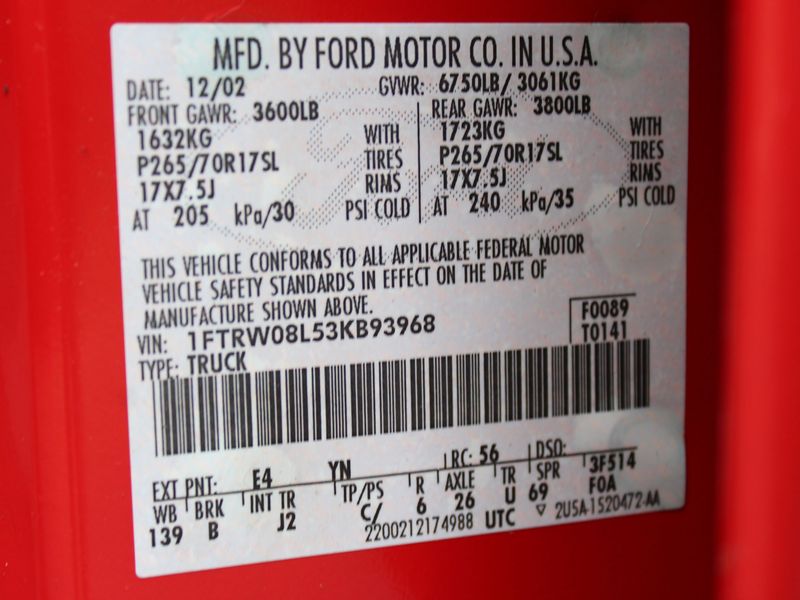 MFD. BY FORD MOTOR CO. IN U.S.A.
DATE: 12/02 GVWR: 6750LB/ 3061KG
FRONT GAWR: 3600LB REAR GAWR: 3800LB
1632KG WITH 1723KG WITH
P265/70R17SL TIRES P265/70R17SL TIRES
17X7.5J RIMS 17X7.5J RIMS
AT 205 kPa/30 PSI COLD AT 240 kPa/35 PSI COLD
THIS VEHICLE CONFORMS TO ALL APPLICABLE FEDERAL MOTOR
VEHICLE SAFETY STANDARDS IN EFFECT ON THE DATE OF
MANUFACTURE SHOWN ABOVE.
VIN: 1FTRW08L53KB93968 F0089
TYPE: TRUCK T0141
EXT PNT: E4 YN RC: 56 DSO: 3F514
WB BRK INT TR TP/PS R AXLE TR SPR F0A
139 B J2 C/ 6 26 U 69
2200212174988 UTC ▽ 2U5A-1520472-AA